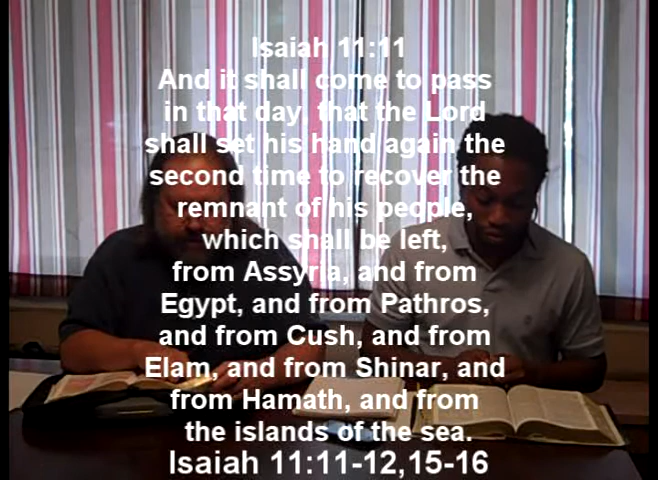 Isaiah 11:11
And it shall come to pass
in that day, that the Lord
shall set his hand again the
second time to recover the
remnant of his people,
which shall be left,
from Assyria, and from
Egypt, and from Pathros,
and from Cush, and from
Elam, and from Shinar, and
from Hamath, and from
the islands of the sea.
Isaiah 11:11-12,15-16